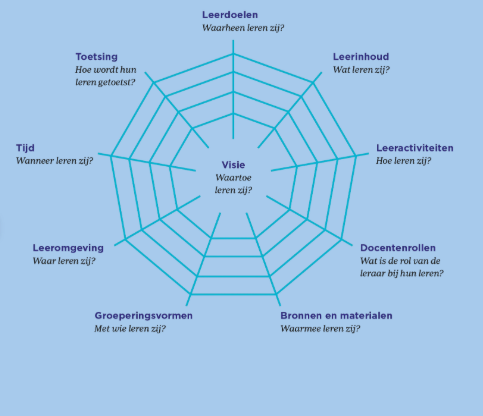 Leerdoelen
Waarheen leren zij?
Toetsing
Hoe wordt hun
leren getoetst?
Leerinhoud
Wat leren zij?
Tijd
Wanneer leren zij?
Leeractiviteiten
Hoe leren zij?
Visie
Waartoe
leren zij?
Leeromgeving
Waar leren zij?
Docentenrollen
Wat is de rol van de
leraar bij hun leren?
Groeperingsvormen
Met wie leren zij?
Bronnen en materialen
Waarmee leren zij?